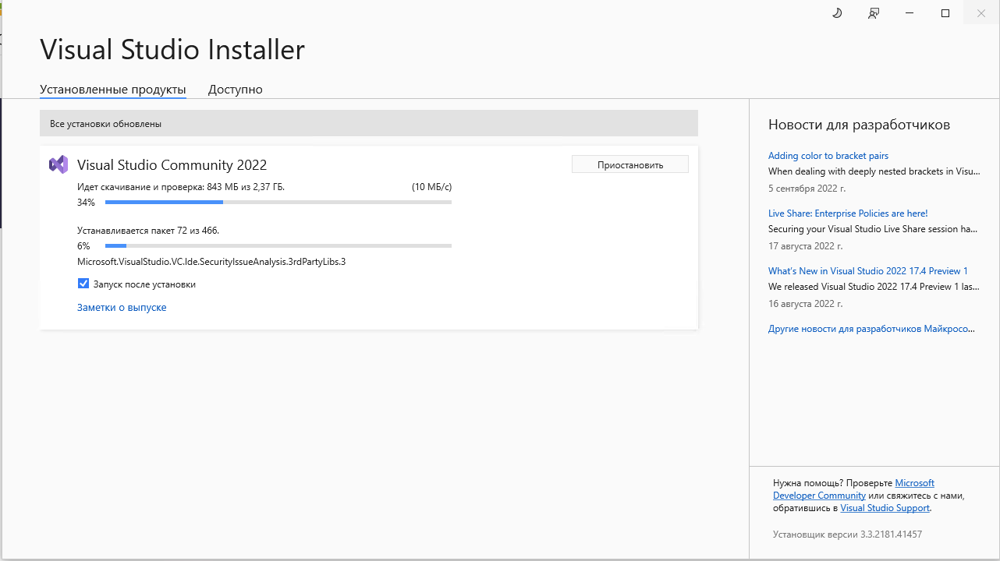 Visual Studio Installer
Установленные продукты
Доступно
Все установки обновлены
Visual Studio Community 2022
Приостановить
Идет скачивание и проверка: 843 МБ из 2,37 ГБ.
(10 МБ/с)
34%
Устанавливается пакет 72 из 466.
6%
Microsoft.VisualStudio.VC.Ide.SecurityIssueAnalysis.3rdPartyLibs.3
Запуск после установки
Заметки о выпуске
Новости для разработчиков
Adding color to bracket pairs
When dealing with deeply nested brackets in Visu...
5 сентября 2022 г.
Live Share: Enterprise Policies are here!
Securing your Visual Studio Live Share session ha...
17 августа 2022 г.
What's New in Visual Studio 2022 17.4 Preview 1
We released Visual Studio 2022 17.4 Preview 1 las...
16 августа 2022 г.
Другие новости для разработчиков Майкросо...
Нужна помощь? Проверьте Microsoft
Developer Community или свяжитесь с нами,
обратившись в Visual Studio Support.
Установщик версии 3.3.2181.41457